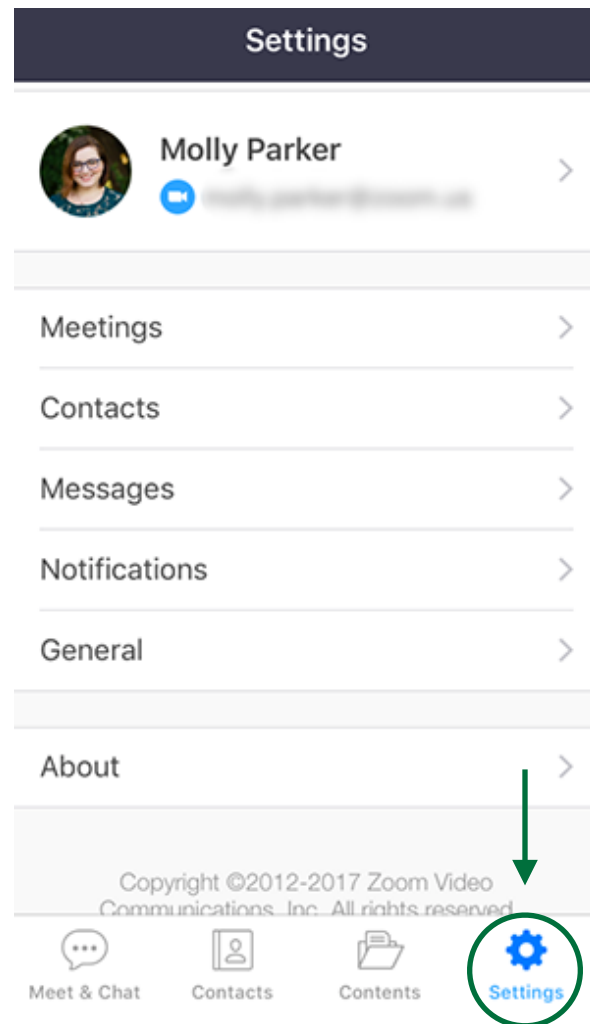 Settings
Molly Parker
Meetings
Contacts
Messages
Notifications
General
About
Copyright ©2012-2017 Zoom Video
Communications, Inc. All rights reserved
Meet & Chat
Contacts
Contents
Settings